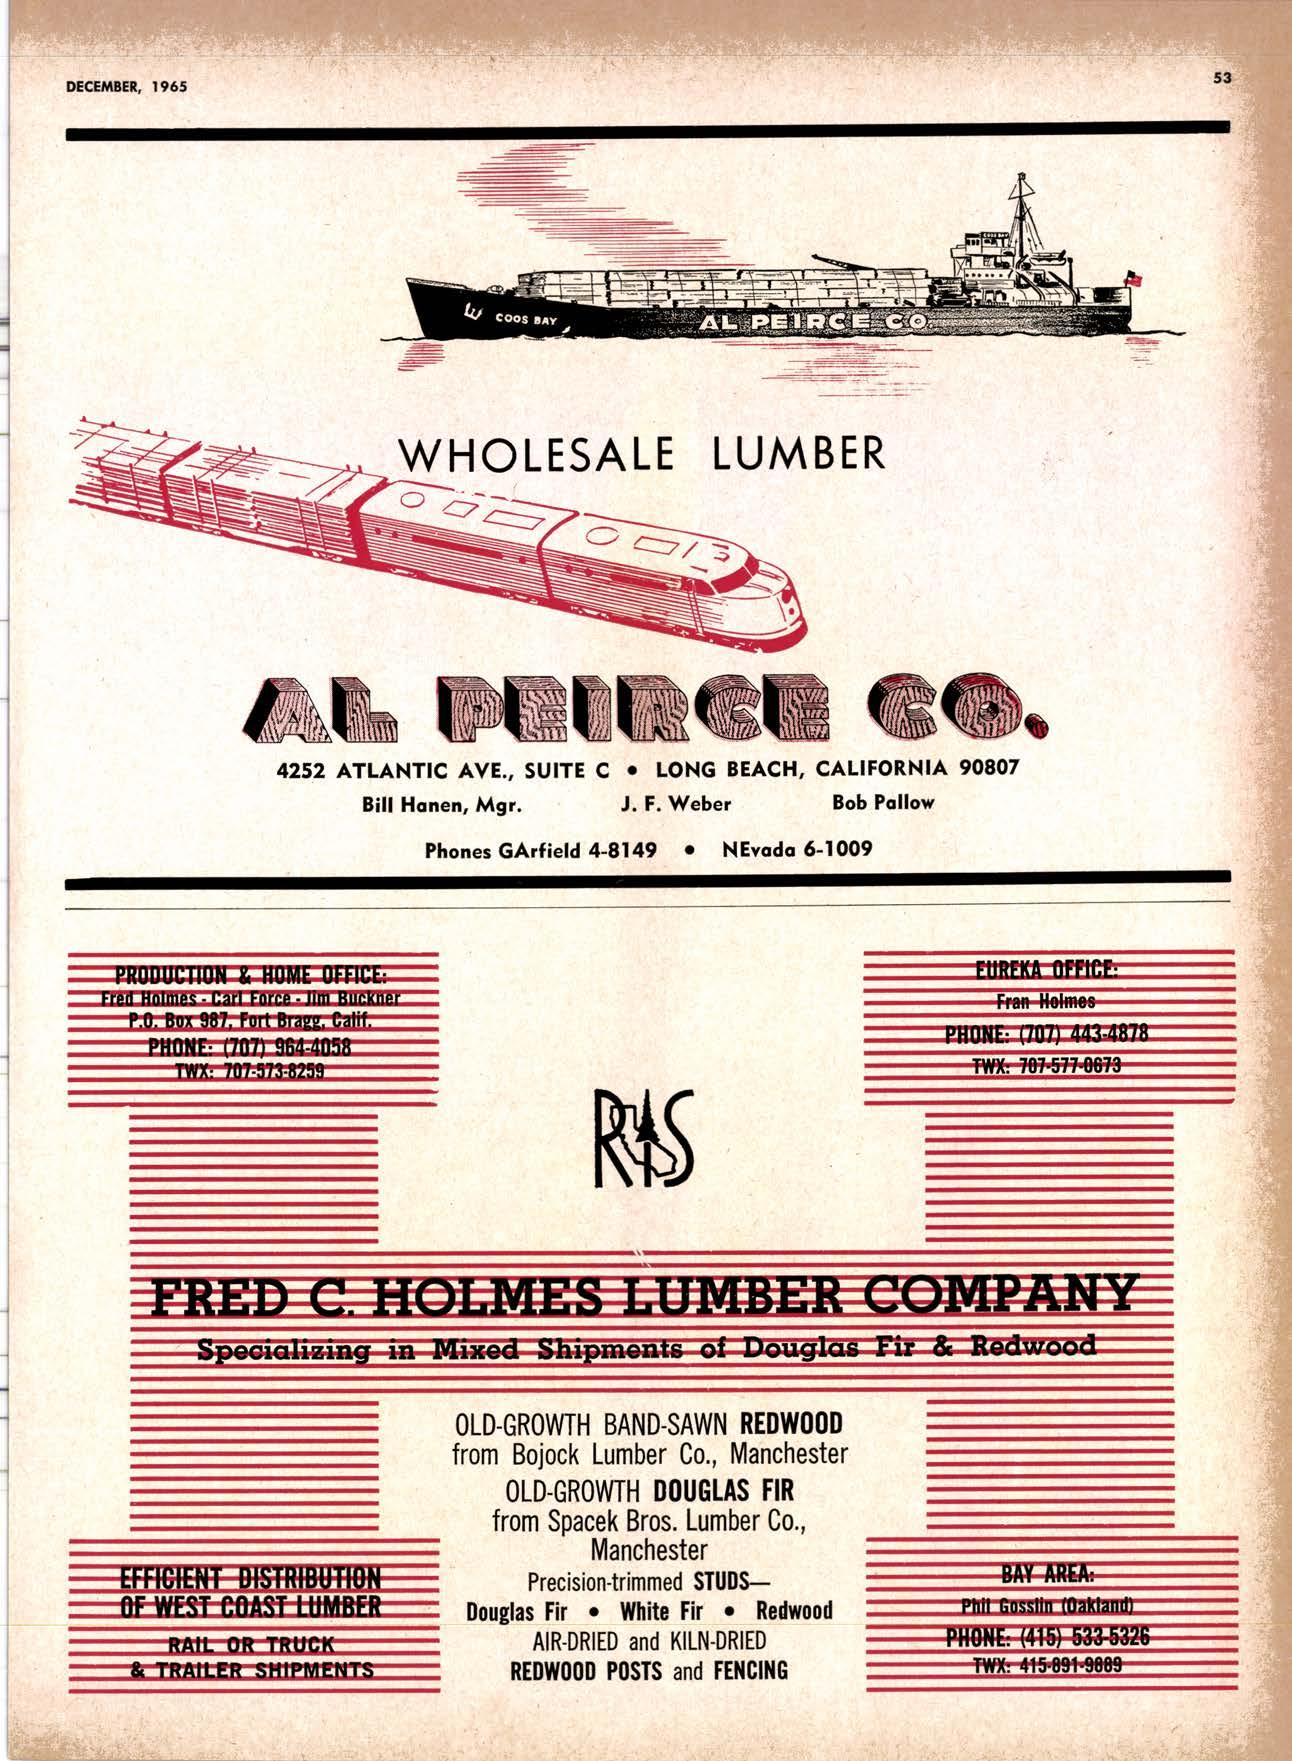 DECEMBER, 1965
53
COOS BAY
COOS BAY
AL PEIRCE CO.
WHOLESALE LUMBER
AL PEIRCE CO.
4252 ATLANTIC AVE., SUITE C • LONG BEACH, CALIFORNIA 90807
Bill Hanen, Mgr. J. F. Weber Bob Pallow
Phones GArfield 4-8149 • NEvada 6-1009
PRODUCTION & HOME OFFICE:
Fred Holmes - Carl Force - Jim Buckner
P.O. Box 987, Fort Bragg, Calif.
PHONE: (707) 964-4058
TWX: 707-573-8259
EUREKA OFFICE:
Fran Holmes
PHONE: (707) 443-4878
TWX: 707-577-0673
R S
FRED C. HOLMES LUMBER COMPANY
Specializing in Mixed Shipments of Douglas Fir & Redwood
OLD-GROWTH BAND-SAWN REDWOOD
from Bojock Lumber Co., Manchester
OLD-GROWTH DOUGLAS FIR
from Spacek Bros. Lumber Co.,
Manchester
Precision-trimmed STUDS—
Douglas Fir • White Fir • Redwood
AIR-DRIED and KILN-DRIED
REDWOOD POSTS and FENCING
EFFICIENT DISTRIBUTION
OF WEST COAST LUMBER
RAIL OR TRUCK
& TRAILER SHIPMENTS
BAY AREA:
Phil Gosslin (Oakland)
PHONE: (415) 533-5326
TWX: 415-891-9889